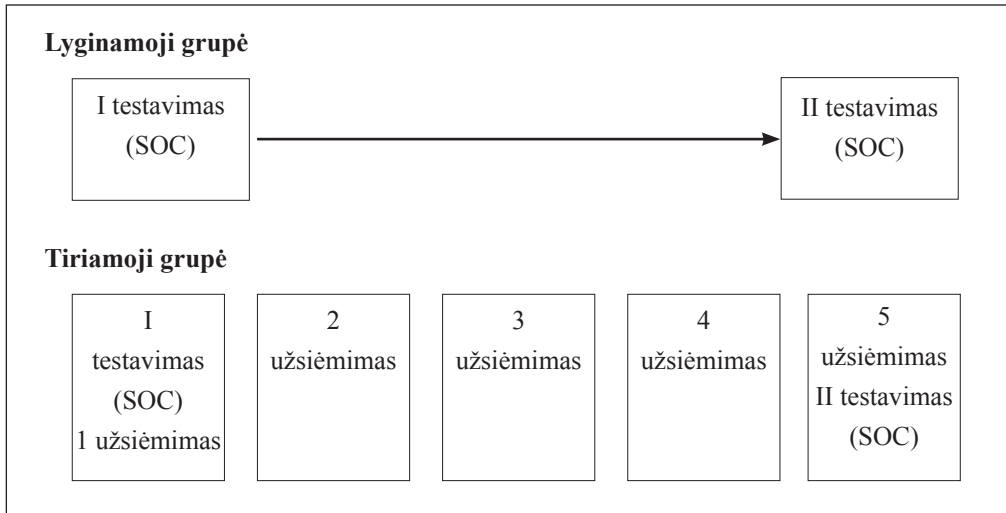 Lyginamoji grupė
I testavimas
(SOC)
II testavimas
(SOC)
Tiriamoji grupė
I
testavimas
(SOC)
1 užsiėmimas
2
užsiėmimas
3
užsiėmimas
4
užsiėmimas
5
užsiėmimas
II testavimas
(SOC)